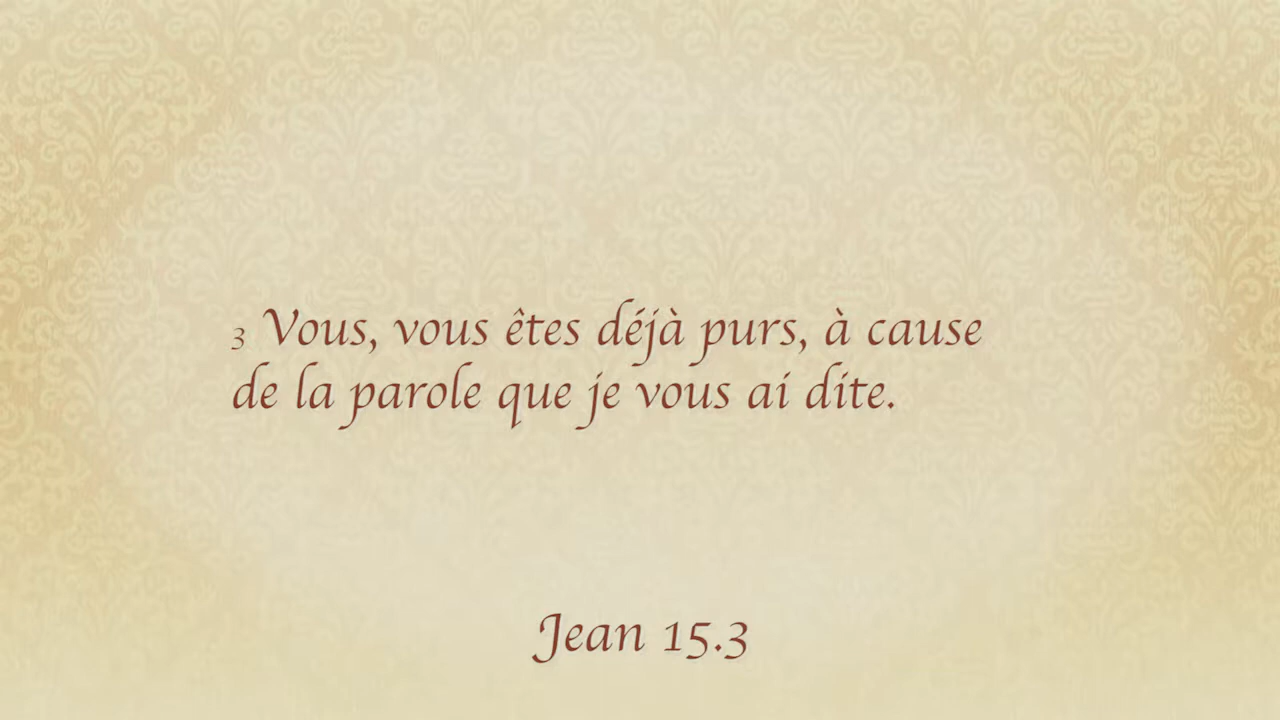 3 Vous, vous êtes déjà purs, à cause
de la parole que je vous ai dite.
Jean 15.3